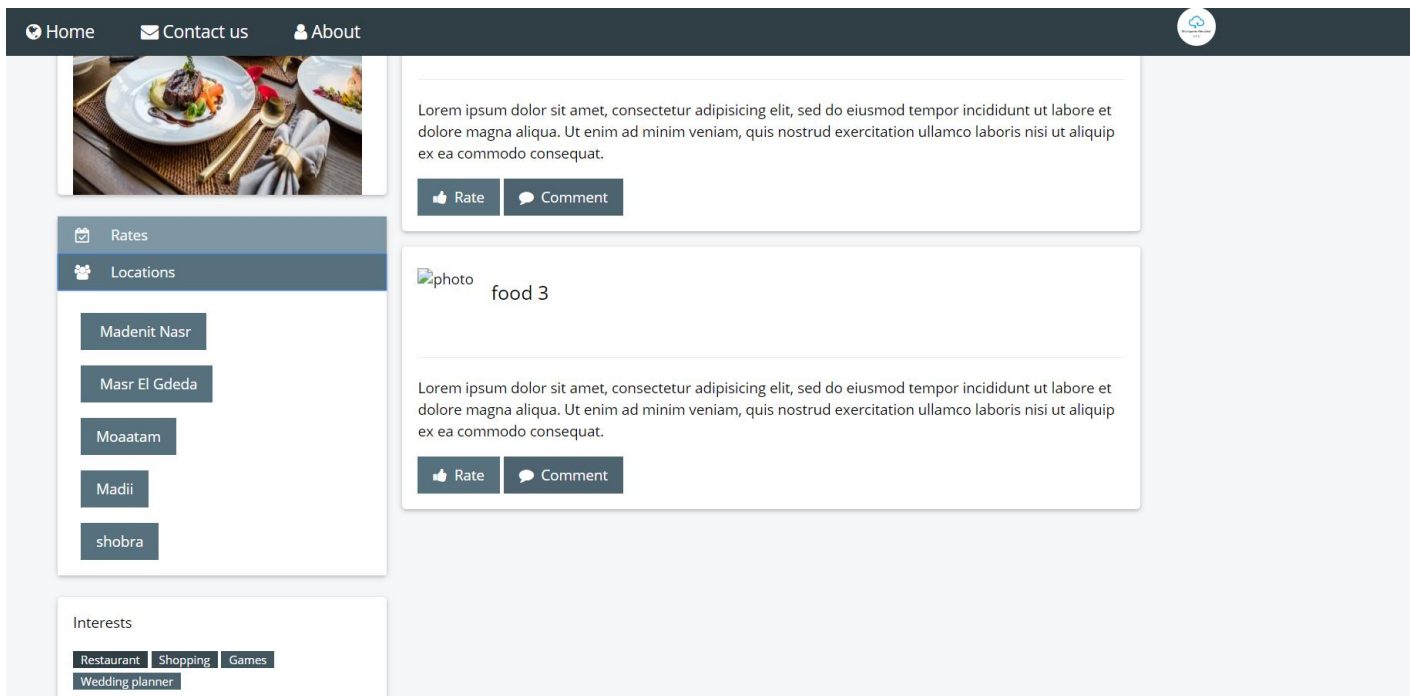 Home Contact us About
Lorem ipsum dolor sit amet, consectetur adipisicing elit, sed do eiusmod tempor incididunt ut labore et
dolore magna aliqua. Ut enim ad minim veniam, quis nostrud exercitation ullamco laboris nisi ut aliquip
ex ea commodo consequat.
Rate Comment
Rates
Locations
Madenit Nasr
Masr El Gdeda
Moaatam
Madii
shobra
photo
food 3
Lorem ipsum dolor sit amet, consectetur adipisicing elit, sed do eiusmod tempor incididunt ut labore et
dolore magna aliqua. Ut enim ad minim veniam, quis nostrud exercitation ullamco laboris nisi ut aliquip
ex ea commodo consequat.
Rate Comment
Interests
Restaurant Shopping Games
Wedding planner